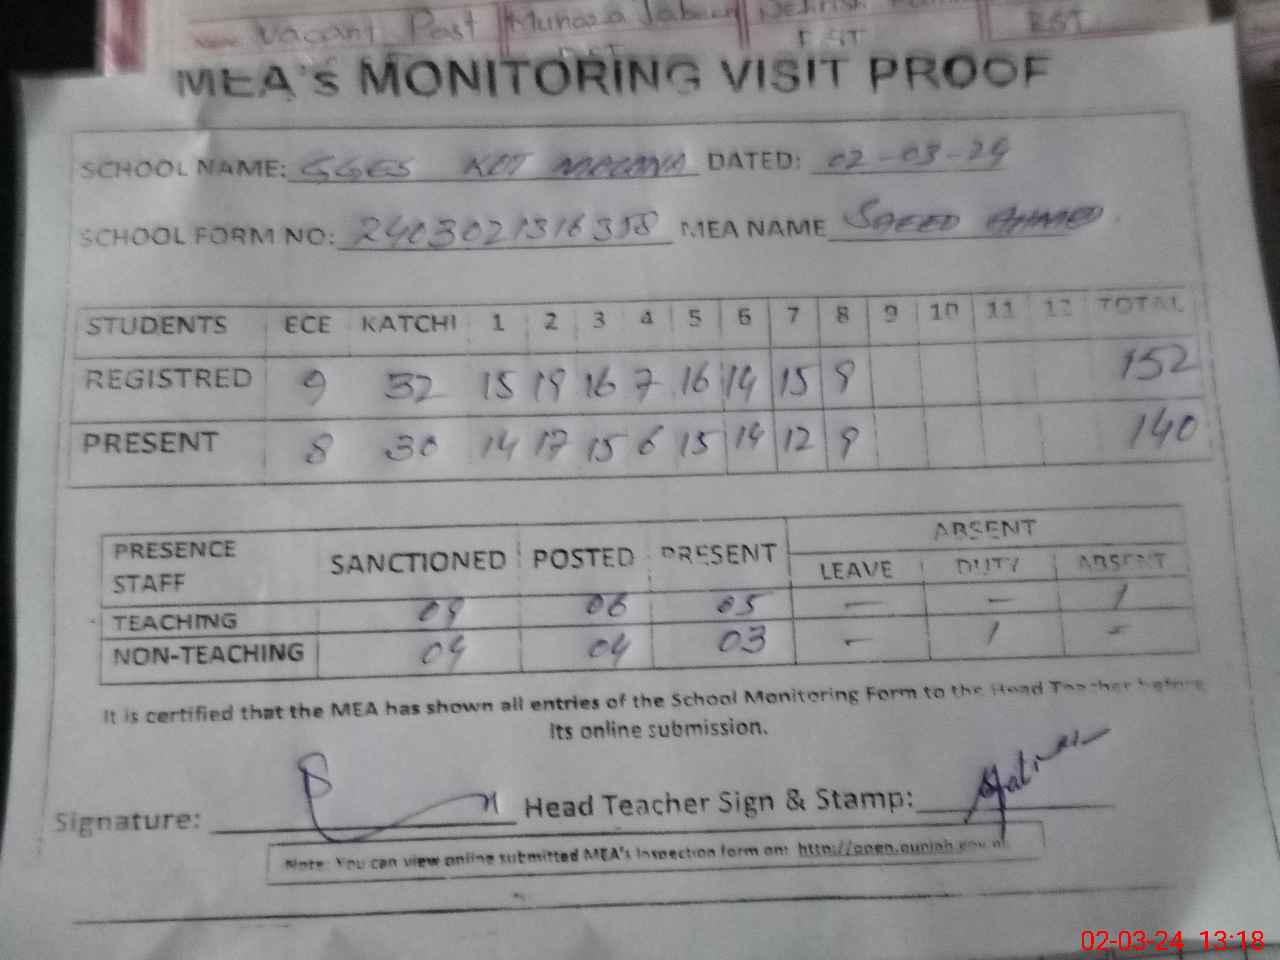 Vacant Post
MEA's MONITORING VISIT PROOF
SCHOOL NAME: GGES KOT DATED: 02-03-24
SCHOOL FORM NO: 2403021316358 MEA NAME SAEED AHMED
STUDENTS ECE KATCHI 1 2 3 4 5 6 7 8 9 10 11 12 TOTAL
REGISTRED 9 32 15 19 16 7 16 14 15 9 152
PRESENT 8 30 14 17 15 6 15 14 12 9 140
PRESENCE STAFF SANCTIONED POSTED PRESENT ABSENT
LEAVE DUTY ABSENT
TEACHING 09 06 05 – – 1
NON-TEACHING 04 04 03 – 1 –
It is certified that the MEA has shown all entries of the School Monitoring Form to the Head Teacher before
its online submission.
Signature: Head Teacher Sign & Stamp:
Note: You can view online submitted MEA's inspection form on: http://open.punjab.gov.
02-03-24 13:18